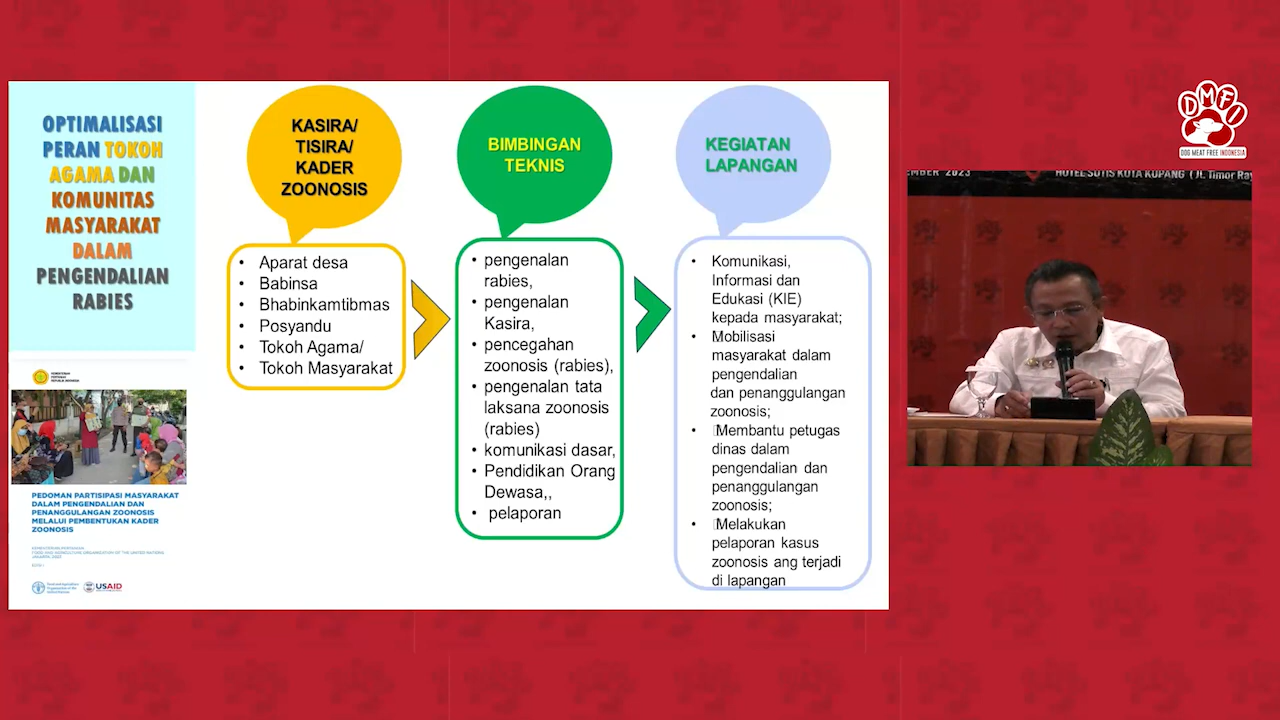 OPTIMALISASI
PERAN TOKOH
AGAMA DAN
KOMUNITAS
MASYARAKAT
DALAM
PENGENDALIAN
RABIES
PEDOMAN PARTISIPASI MASYARAKAT
DALAM PENGENDALIAN DAN
PENANGGULANGAN ZOONOSIS
MELALUI PEMBENTUKAN KADER
ZOONOSIS
USAID
KASIRA/
TISIRA/
KADER
ZOONOSIS
• Aparat desa
• Babinsa
• Bhabinkamtibmas
• Posyandu
• Tokoh Agama/
• Tokoh Masyarakat
BIMBINGAN
TEKNIS
• pengenalan
rabies,
• pengenalan
Kasira,
• pencegahan
zoonosis (rabies),
• pengenalan tata
laksana zoonosis
(rabies)
• komunikasi dasar,
• Pendidikan Orang
Dewasa,,
• pelaporan
KEGIATAN
LAPANGAN
• Komunikasi,
Informasi dan
Edukasi (KIE)
kepada masyarakat;
• Mobilisasi
masyarakat dalam
pengendalian
dan penanggulangan
zoonosis;
• Membantu petugas
dinas dalam
pengendalian dan
penanggulangan
zoonosis;
• Melakukan
pelaporan kasus
zoonosis ang terjadi
di lapangan
DMFI
DOG MEAT FREE INDONESIA
EMBER 2023
HOTEL SOTIS KOTA KUPANG ( JL Timor Ray